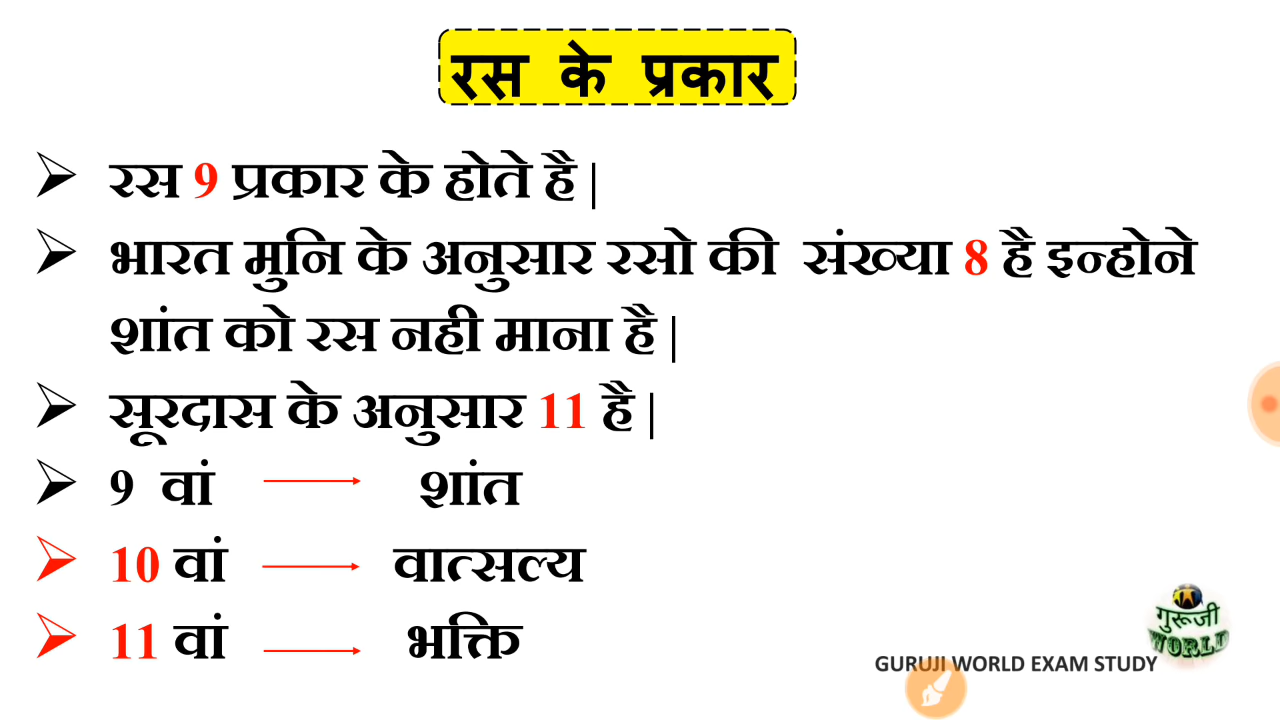 रस के प्रकार
रस 9 प्रकार के होते है |
भारत मुनि के अनुसार रसो की संख्या 8 है इन्होने
शांत को रस नही माना है |
सूरदास के अनुसार 11 है |
9 वां शांत
10 वां वात्सल्य
11 वां भक्ति
गुरूजी
WORLD
GURUJI WORLD EXAM STUDY